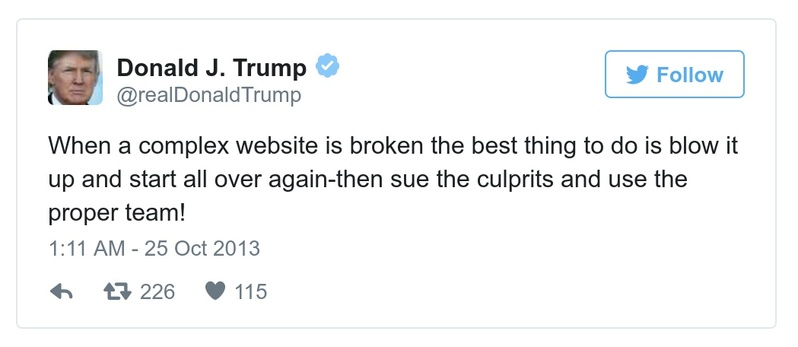 Donald J. Trump
@realDonaldTrump
Follow
When a complex website is broken the best thing to do is blow it
up and start all over again-then sue the culprits and use the
proper team!
1:11 AM - 25 Oct 2013
226 115